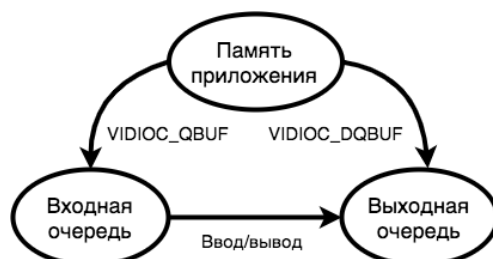 Память
приложения
VIDIOC_QBUF
VIDIOC_DQBUF
Входная
очередь
Ввод/вывод
Выходная
очередь